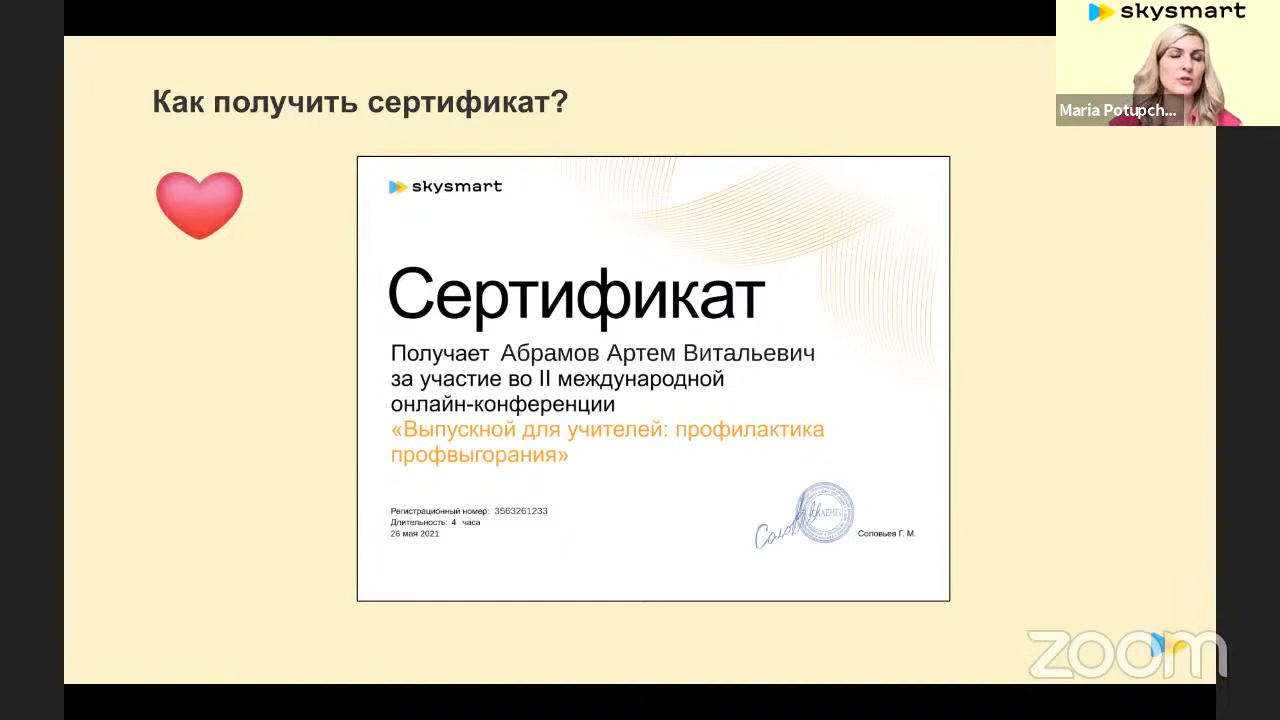 skysmart
Maria Potupch...
Как получить сертификат?
skysmart
Сертификат
Получает Абрамов Артем Витальевич
за участие во II международной
онлайн-конференции
«Выпускной для учителей: профилактика
профвыгорания»
Регистрационный номер: 3563261233
Длительность: 4 часа
26 мая 2021
Соловьев Г. М.
zoom